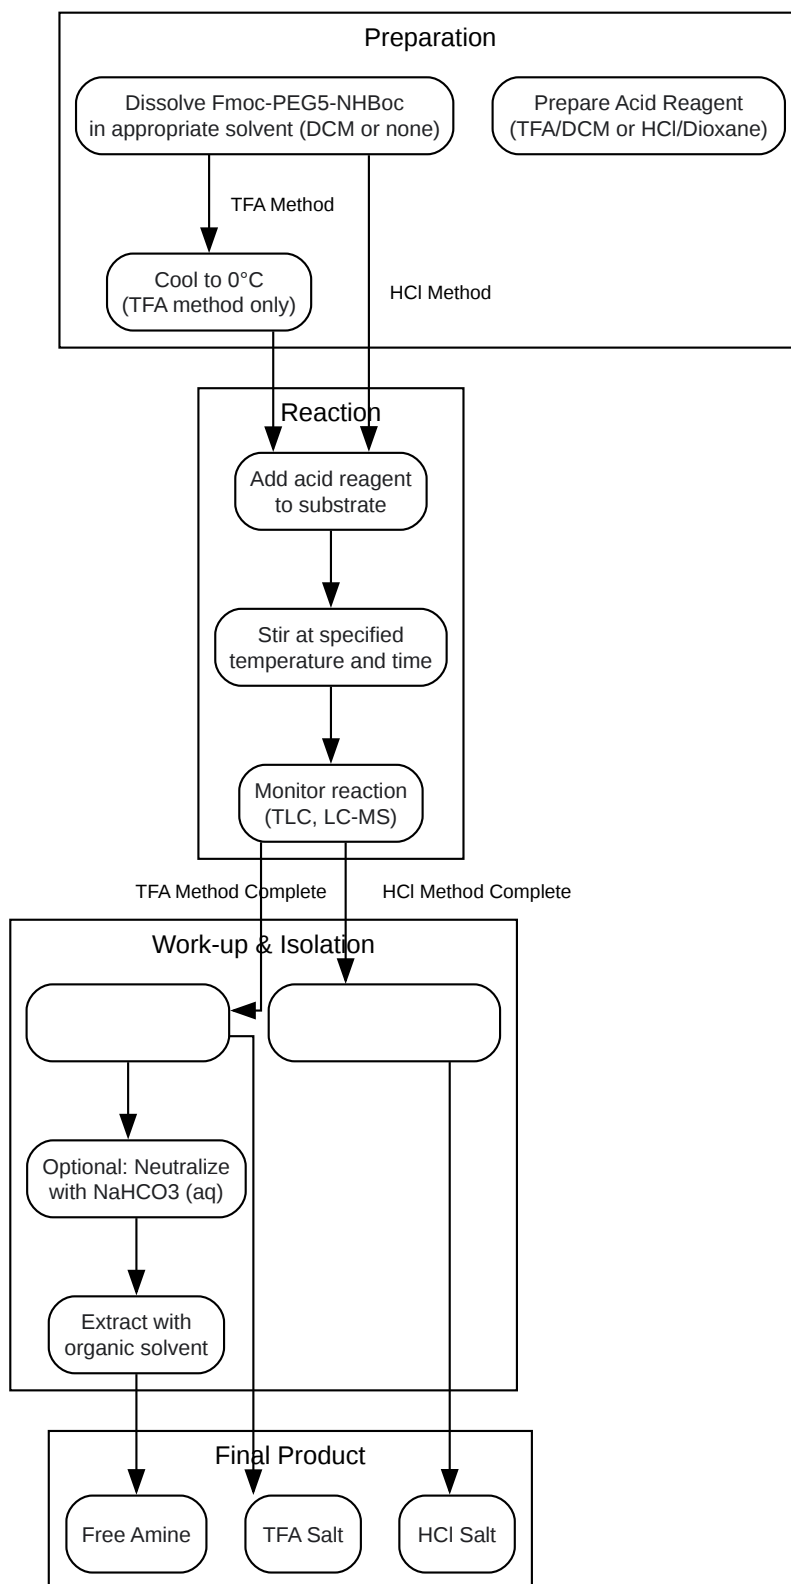 Preparation
Dissolve Fmoc-PEG5-NHBoc
in appropriate solvent (DCM or none)
Prepare Acid Reagent
(TFA/DCM or HCl/Dioxane)
TFA Method
Cool to 0°C
(TFA method only)
HCl Method
Reaction
Add acid reagent
to substrate
Stir at specified
temperature and time
Monitor reaction
(TLC, LC-MS)
TFA Method Complete
HCl Method Complete
Work-up & Isolation
Optional: Neutralize
with NaHCO3 (aq)
Extract with
organic solvent
Final Product
Free Amine
TFA Salt
HCl Salt